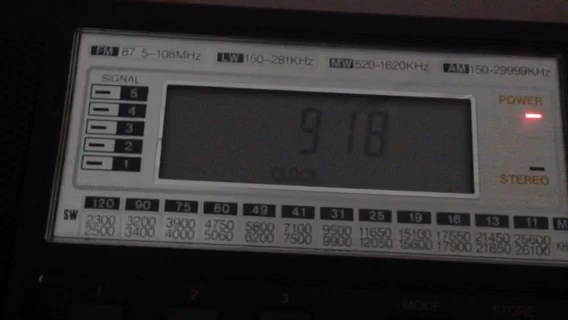 FM 87.5-108MHz LW 150-281KHz MW 520-1620KHz AM 150-29999KHz
SIGNAL
5
4
3
2
1
918
CLOCK
POWER
STEREO
120 90 75 60 49 41 31 25 19 16 13 11 M
SW 2300 3200 3900 4750 5800 7100 9500 11650 15100 17550 21450 25600
2500 3400 4000 5060 6200 7500 9900 12050 15600 17900 21850 26100 KH
1 2 3 MODE STORE